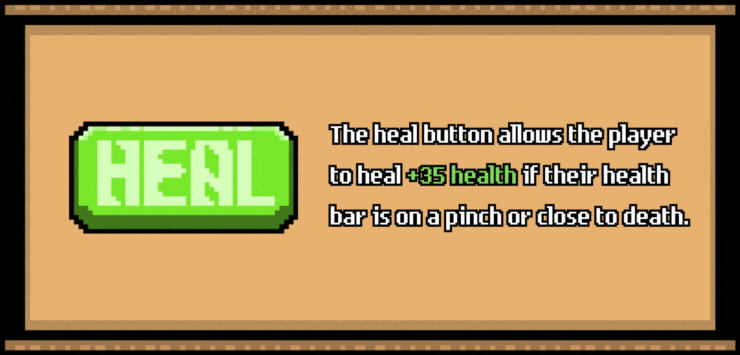 HEAL
The heal button allows the player
to heal +35 health if their health
bar is on a pinch or close to death.